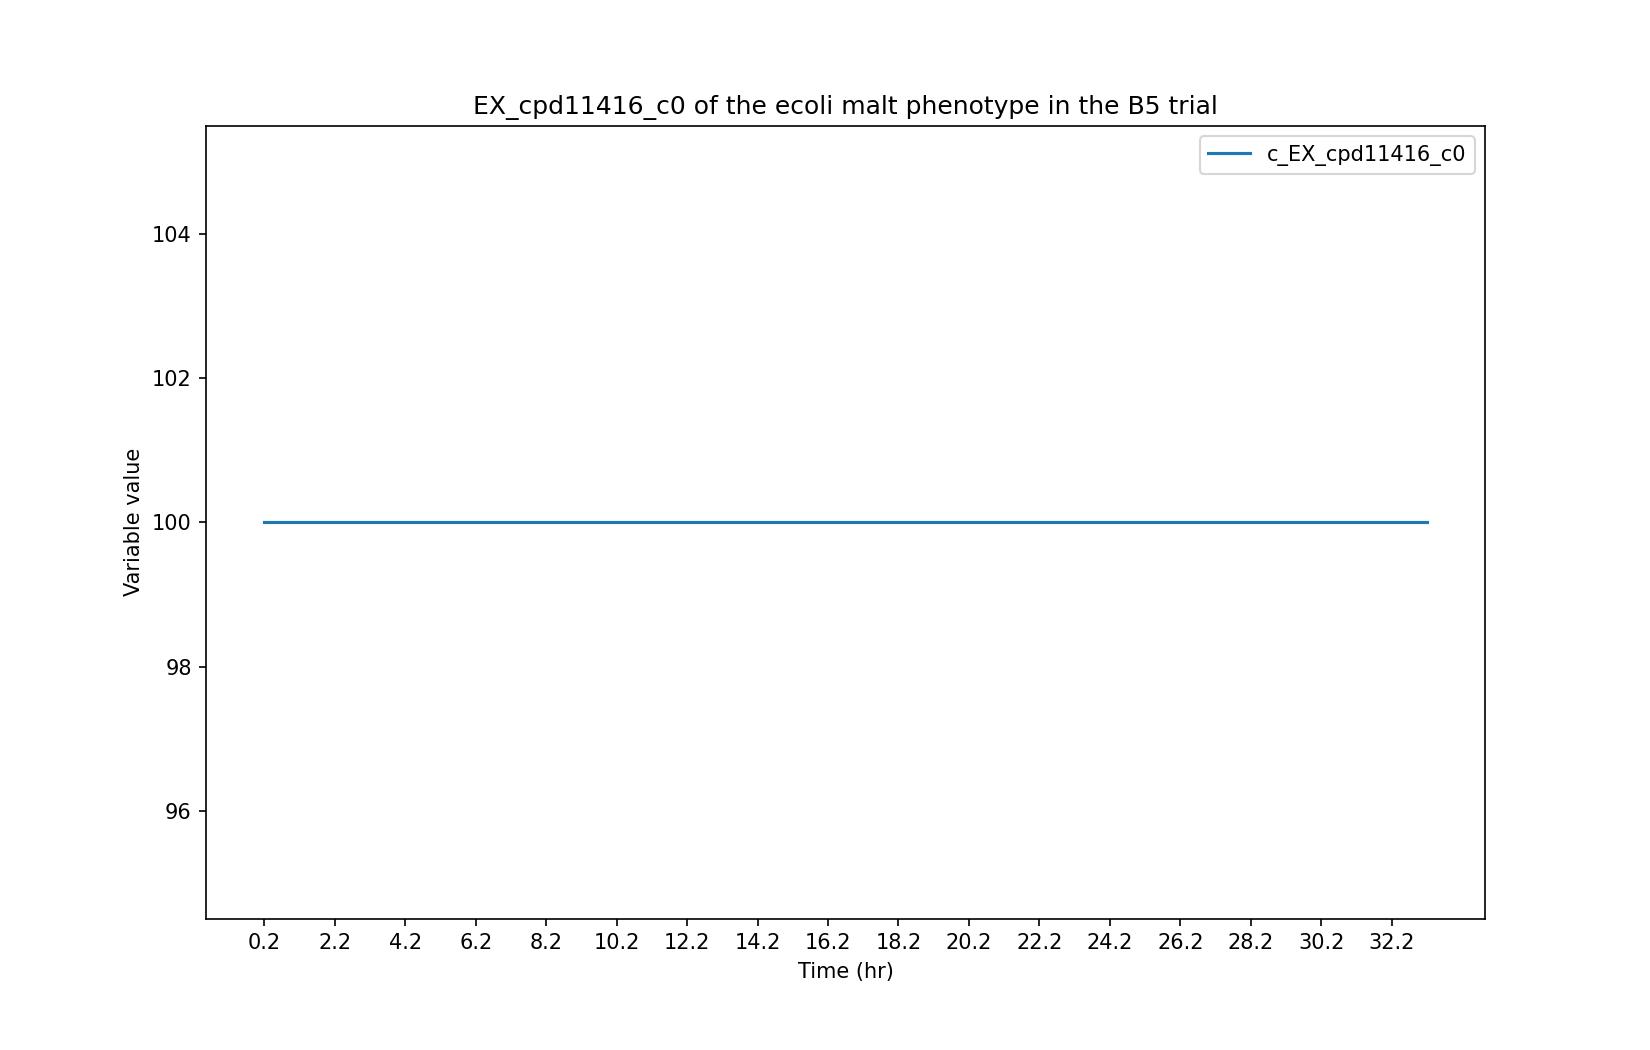 EX_cpd11416_c0 of the ecoli malt phenotype in the B5 trial
c_EX_cpd11416_c0
104
102
100
98
96
Variable value
0.2 2.2 4.2 6.2 8.2 10.2 12.2 14.2 16.2 18.2 20.2 22.2 24.2 26.2 28.2 30.2 32.2
Time (hr)